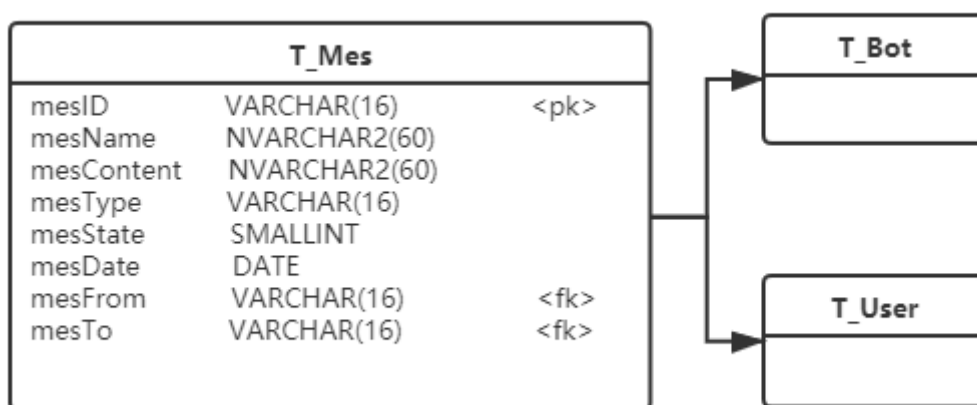 T_Mes
mesID VARCHAR(16) <pk>
mesName NVARCHAR2(60)
mesContent NVARCHAR2(60)
mesType VARCHAR(16)
mesState SMALLINT
mesDate DATE
mesFrom VARCHAR(16) <fk>
mesTo VARCHAR(16) <fk>
T_Bot
T_User